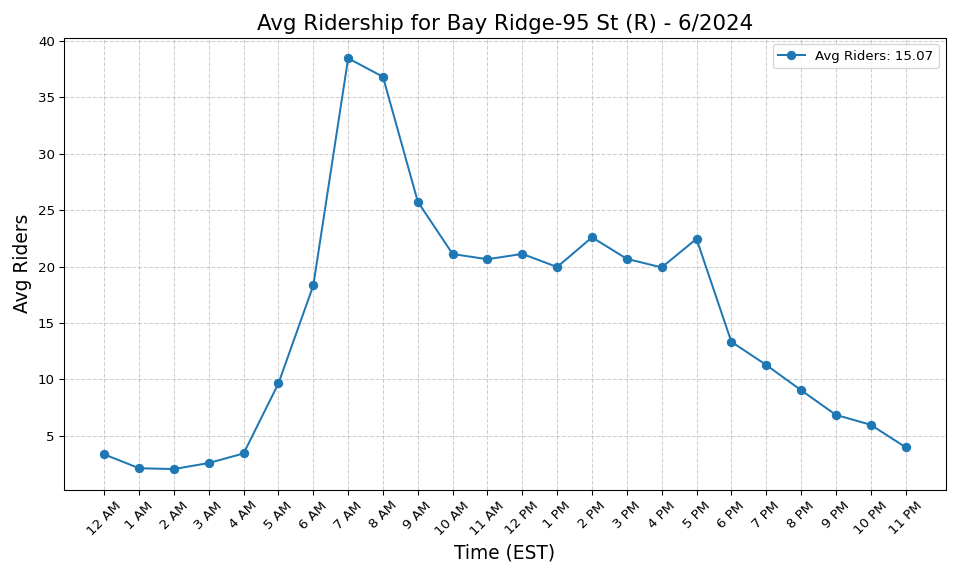 Avg Ridership for Bay Ridge-95 St (R) - 6/2024
Avg Riders: 15.07
Avg Riders
40
35
30
25
20
15
10
5
12 AM
1 AM
2 AM
3 AM
4 AM
5 AM
6 AM
7 AM
8 AM
9 AM
10 AM
11 AM
12 PM
1 PM
2 PM
3 PM
4 PM
5 PM
6 PM
7 PM
8 PM
9 PM
10 PM
11 PM
Time (EST)